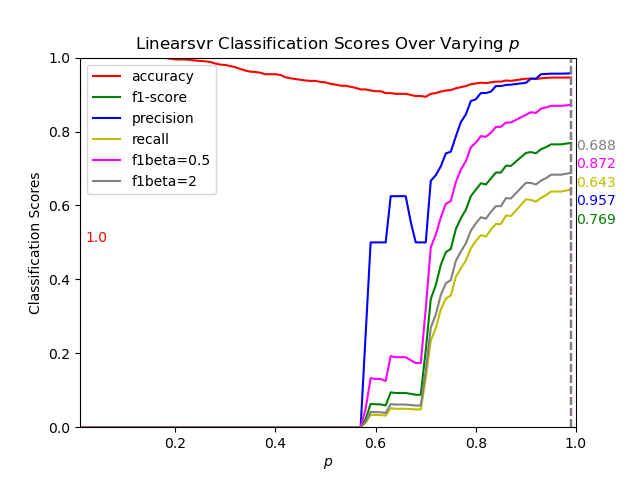 Linearsvr Classification Scores Over Varying p
Classification Scores
1.0
0.8
0.6
0.4
0.2
0.0
accuracy
f1-score
precision
recall
f1beta=0.5
f1beta=2
1.0
0.688
0.872
0.643
0.957
0.769
0.2 0.4 0.6 0.8 1.0
p